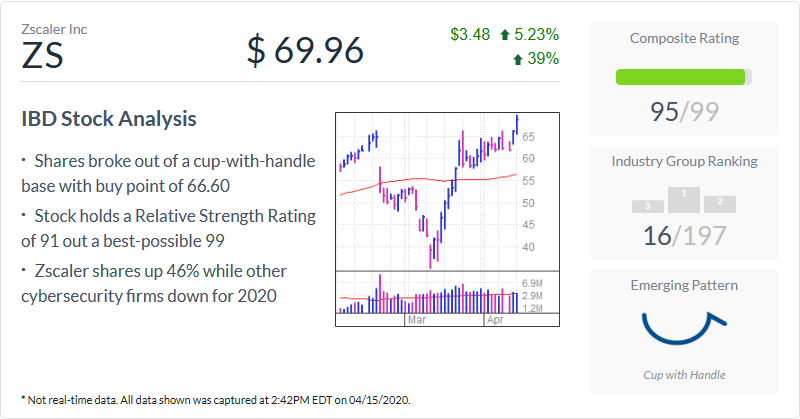 Zscaler Inc
ZS
$ 69.96
$3.48 5.23%
39%
IBD Stock Analysis
· Shares broke out of a cup-with-handle
base with buy point of 66.60
· Stock holds a Relative Strength Rating
of 91 out a best-possible 99
· Zscaler shares up 46% while other
cybersecurity firms down for 2020
65
60
55
50
45
40
6.9M
2.9M
1.2M
Mar
Apr
Composite Rating
95/99
Industry Group Ranking
3
1
2
16/197
Emerging Pattern
Cup with Handle
* Not real-time data. All data shown was captured at 2:42PM EDT on 04/15/2020.